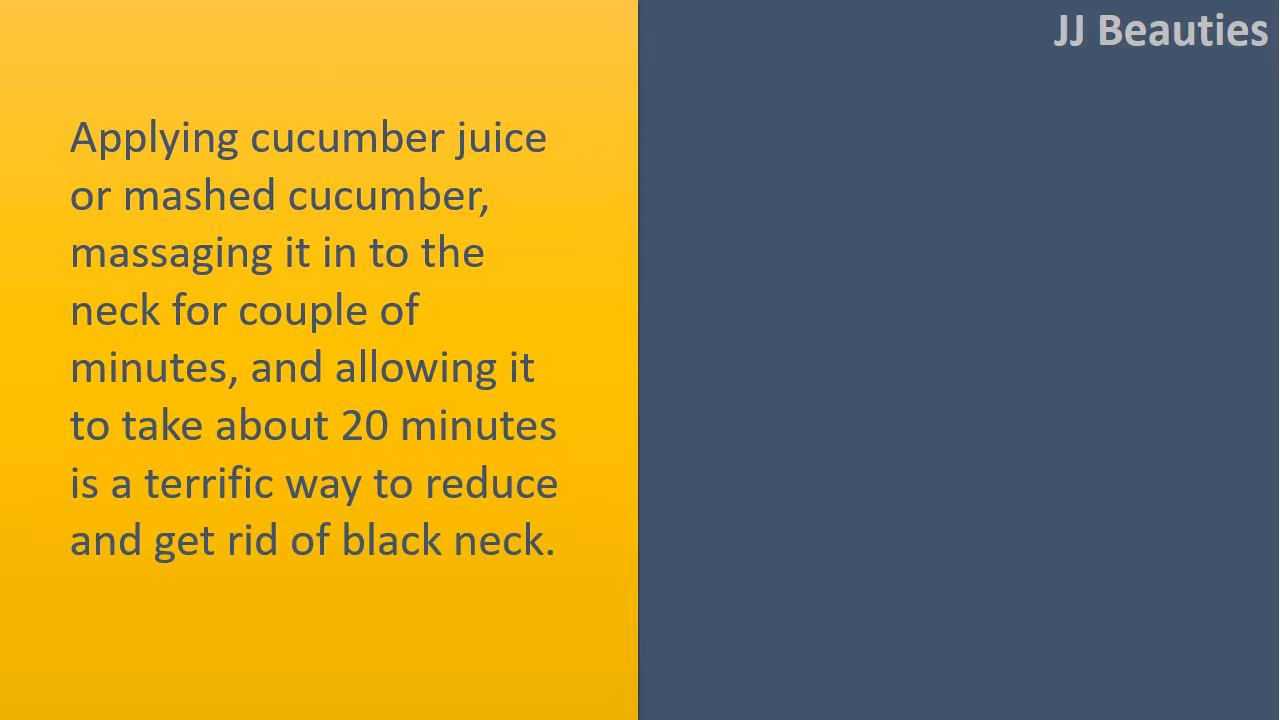 JJ Beauties
Applying cucumber juice
or mashed cucumber,
massaging it in to the
neck for couple of
minutes, and allowing it
to take about 20 minutes
is a terrific way to reduce
and get rid of black neck.